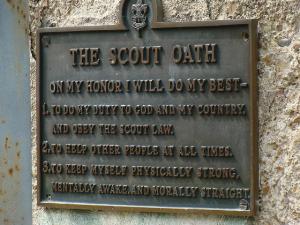 THE SCOUT OATH
ON MY HONOR I WILL DO MY BEST-
1. TO DO MY DUTY TO GOD AND MY COUNTRY,
AND OBEY THE SCOUT LAW.
2. TO HELP OTHER PEOPLE AT ALL TIMES.
3. TO KEEP MYSELF PHYSICALLY STRONG,
MENTALLY AWAKE, AND MORALLY STRAIGHT.